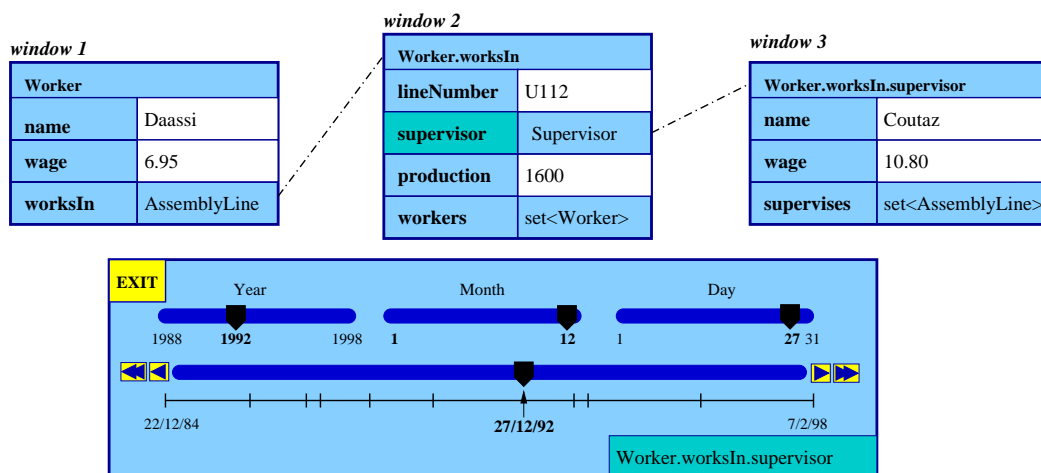 window 1
Worker
name Daassi
wage 6.95
worksIn AssemblyLine
window 2
Worker.worksIn
lineNumber U112
supervisor Supervisor
production 1600
workers set<Worker>
window 3
Worker.worksIn.supervisor
name Coutaz
wage 10.80
supervises set<AssemblyLine>
EXIT
Year Month Day
1988 1992 1998 1 12 1 27 31
22/12/84 27/12/92 7/2/98
Worker.worksIn.supervisor